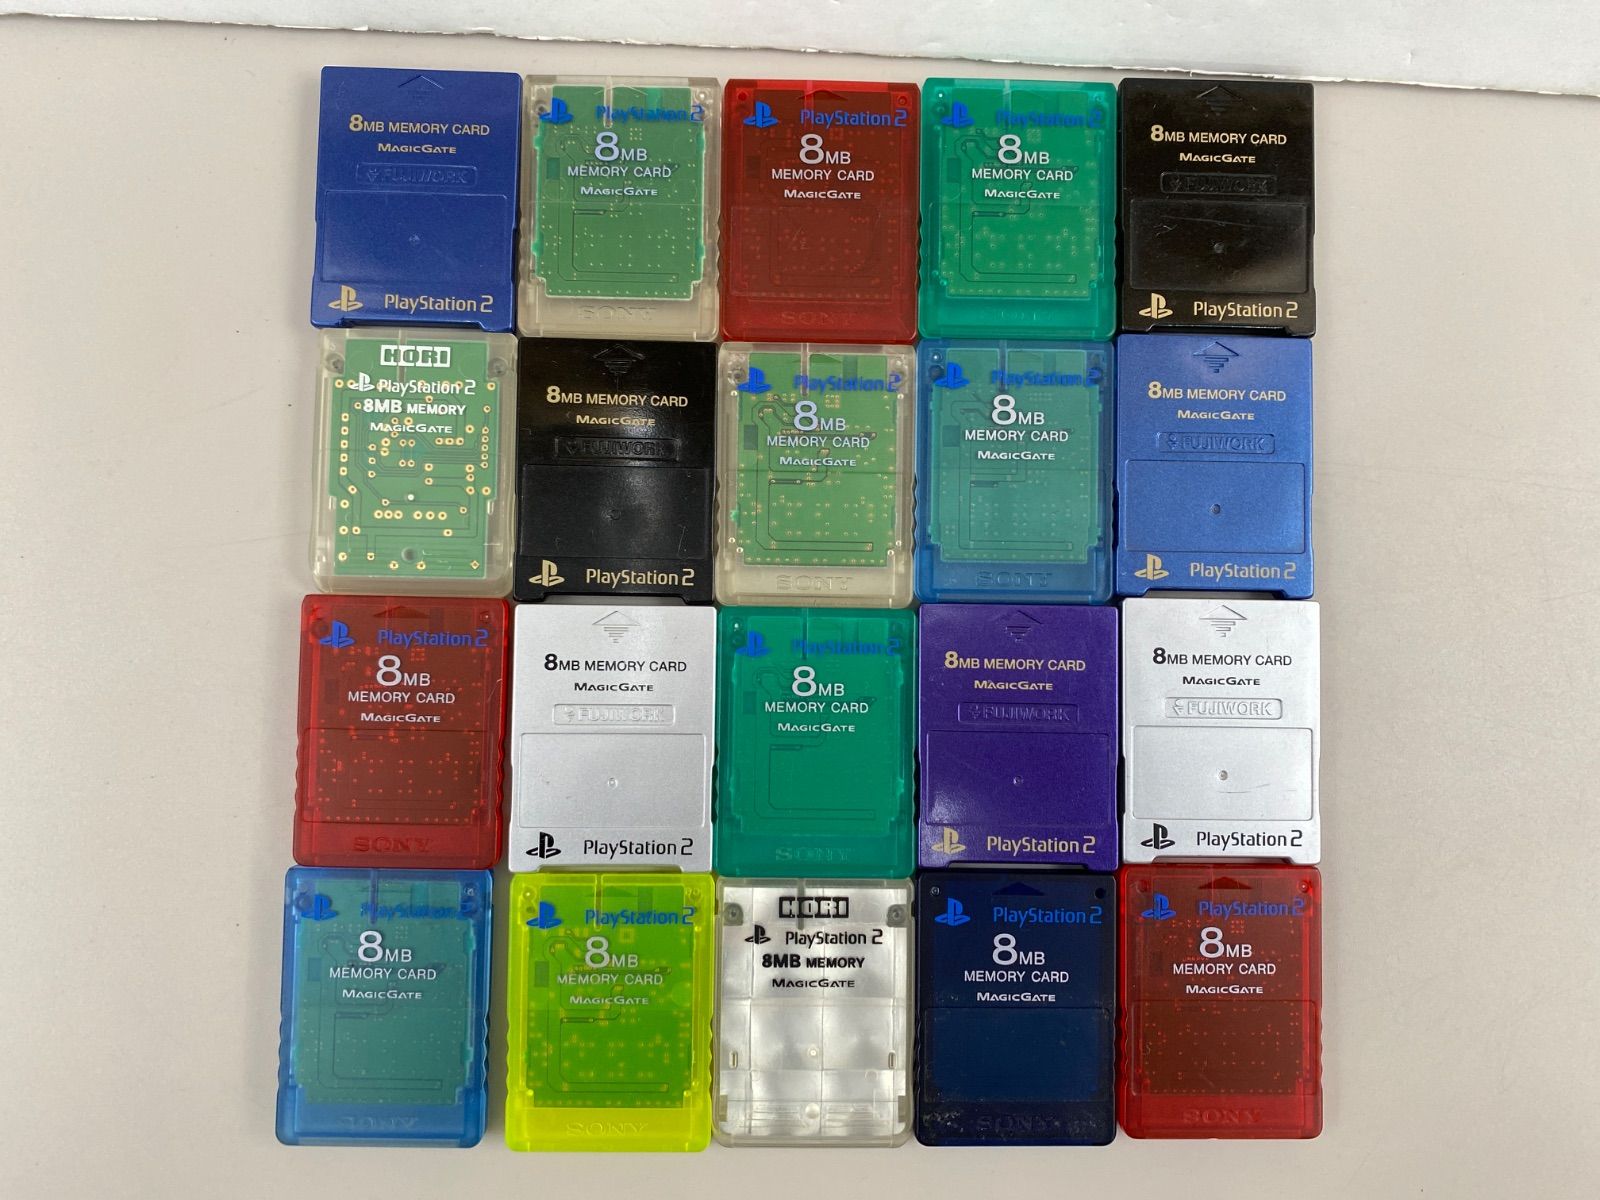 8MB MEMORY CARD
MAGICGATE
FUJIWORK
PlayStation 2
PlayStation 2
8MB
MEMORY CARD
MAGICGATE
SONY
PlayStation 2
8MB
MEMORY CARD
MAGICGATE
SONY
PlayStation 2
8MB
MEMORY CARD
MAGICGATE
SONY
8MB MEMORY CARD
MAGICGATE
FUJIWORK
PlayStation 2
HORI
PlayStation 2
8MB MEMORY
MAGICGATE
8MB MEMORY CARD
MAGICGATE
FUJIWORK
PlayStation 2
PlayStation 2
8MB
MEMORY CARD
MAGICGATE
SONY
PlayStation 2
8MB
MEMORY CARD
MAGICGATE
SONY
8MB MEMORY CARD
MAGICGATE
FUJIWORK
PlayStation 2
PlayStation 2
8MB
MEMORY CARD
MAGICGATE
SONY
8MB MEMORY CARD
MAGICGATE
FUJIWORK
PlayStation 2
PlayStation 2
8MB
MEMORY CARD
MAGICGATE
SONY
8MB MEMORY CARD
MAGICGATE
FUJIWORK
PlayStation 2
8MB MEMORY CARD
MAGICGATE
FUJIWORK
PlayStation 2
PlayStation 2
8MB
MEMORY CARD
MAGICGATE
SONY
PlayStation 2
8MB
MEMORY CARD
MAGICGATE
SONY
HORI
PlayStation 2
8MB MEMORY
MAGICGATE
PlayStation 2
8MB
MEMORY CARD
MAGICGATE
PlayStation 2
8MB
MEMORY CARD
MAGICGATE
SONY